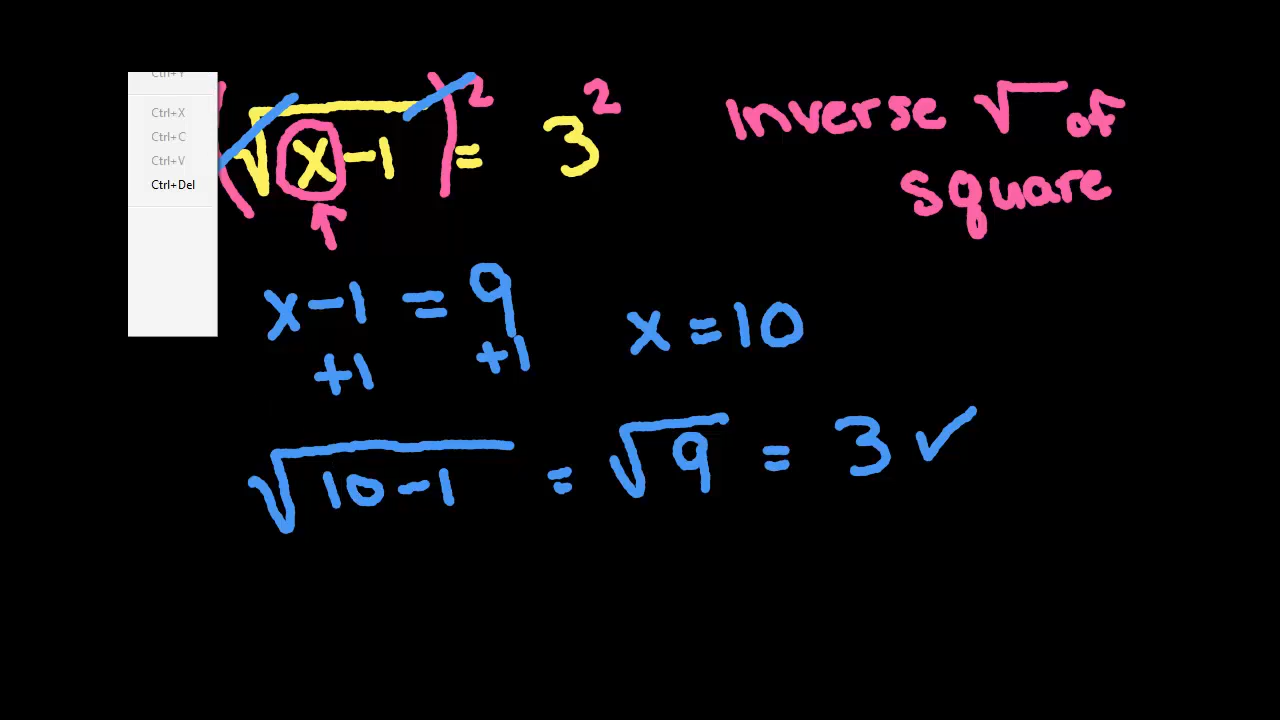 Ctrl+Y
Ctrl+X
Ctrl+C
Ctrl+V
Ctrl+Del
(√(x-1))² = 3²
Inverse √ of
square
x-1 = 9
+1 +1
x=10
√(10-1) = √9 = 3 ✓